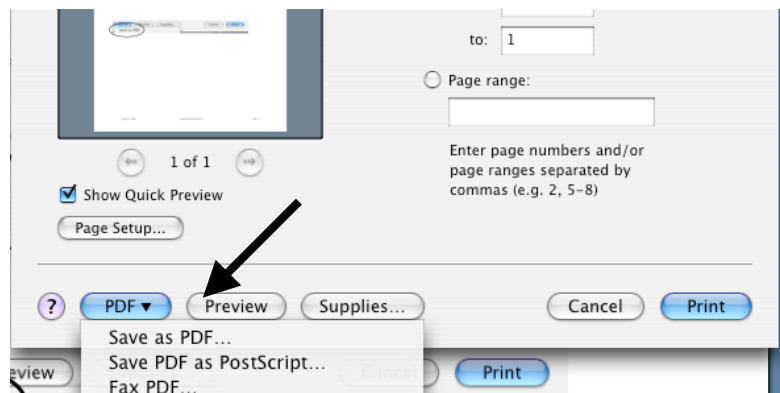 to: 1
Page range:
1 of 1
Enter page numbers and/or
page ranges separated by
commas (e.g. 2, 5-8)
Show Quick Preview
Page Setup...
? PDF ▼ Preview Supplies... Cancel Print
Save as PDF...
Save PDF as PostScript...
Fax PDF...
eview Cancel Print